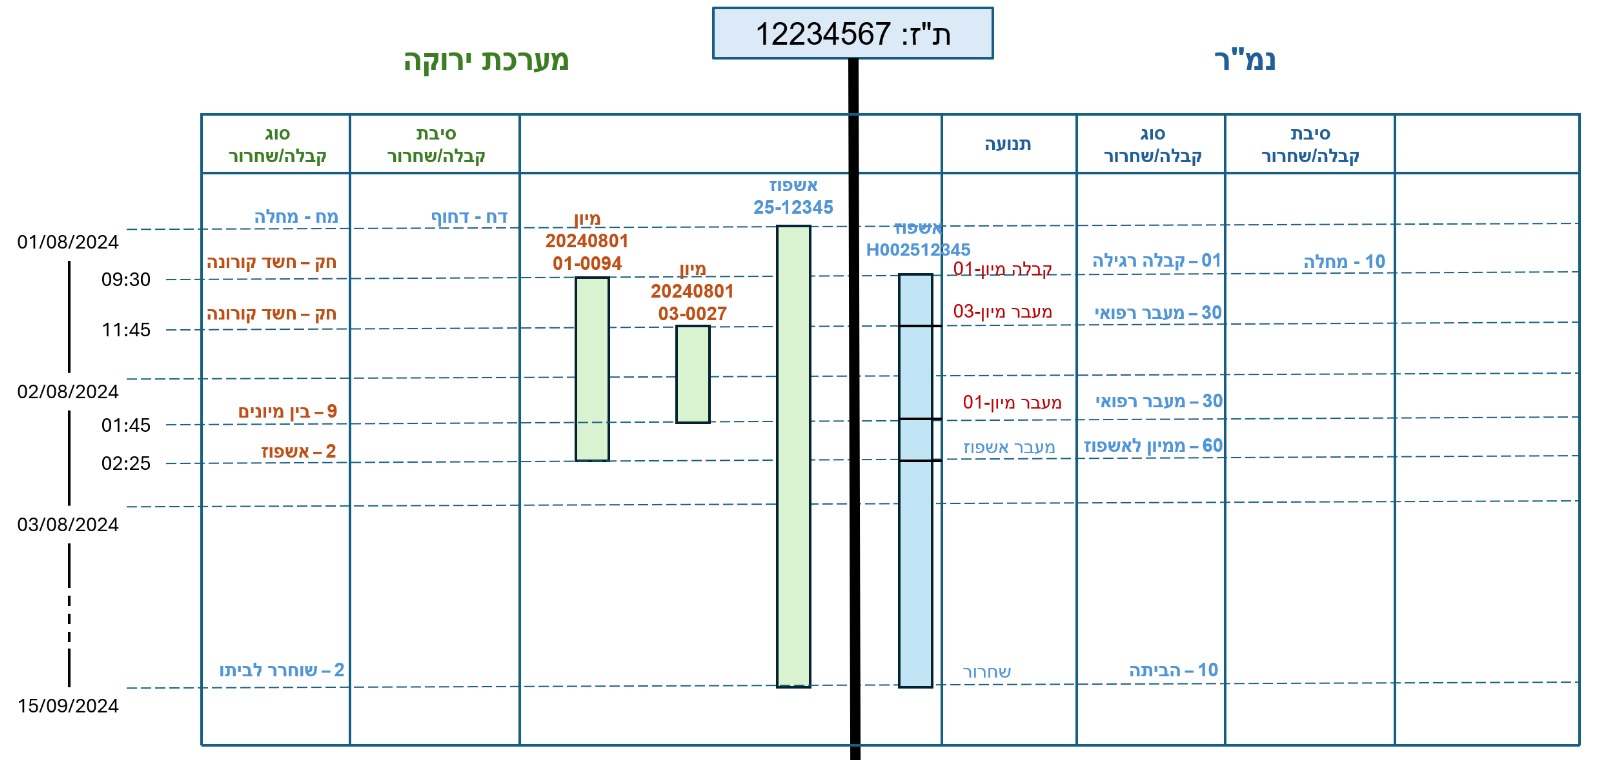 ת"ז: 12234567
נמ"ר
מערכת ירוקה
תנועה
סוג
קבלה/שחרור
סיבת
קבלה/שחרור
סיבת
קבלה/שחרור
סוג
קבלה/שחרור
01/08/2024
09:30
11:45
02/08/2024
01:45
02:25
03/08/2024
15/09/2024
מח - מחלה
דח - דחוף
חק – חשד קורונה
חק – חשד קורונה
9 – בין מיונים
2 – אשפוז
2 – שוחרר לביתו
מיון
20240801
01-0094
מיון
20240801
03-0027
אשפוז
25-12345
אשפוז
H002512345
קבלה מיון-01
01 – קבלה רגילה
10 - מחלה
מעבר מיון-03
30 – מעבר רפואי
מעבר מיון-01
30 – מעבר רפואי
מעבר אשפוז
60 – ממיון לאשפוז
שחרור
10 – הביתה